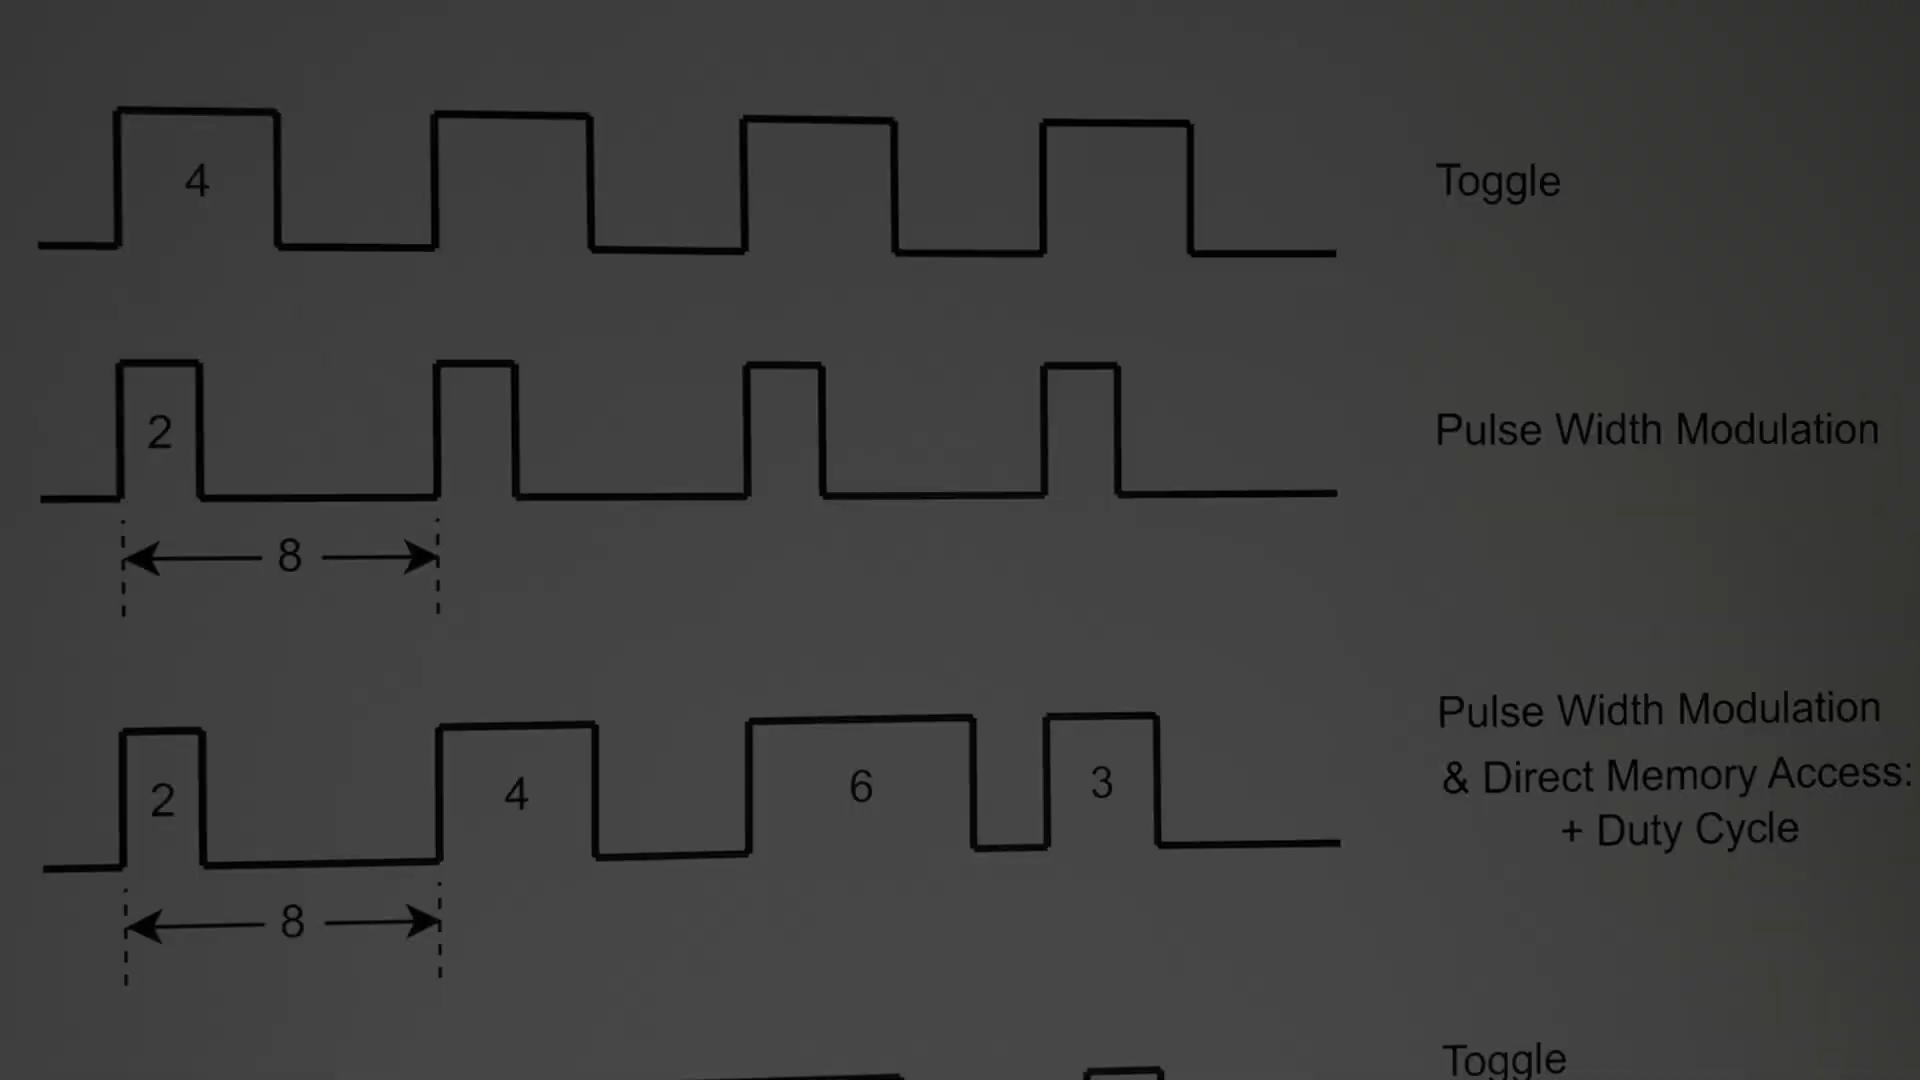 4
Toggle
2
Pulse Width Modulation
8
2
4
6
3
Pulse Width Modulation
& Direct Memory Access:
+ Duty Cycle
8
Toggle